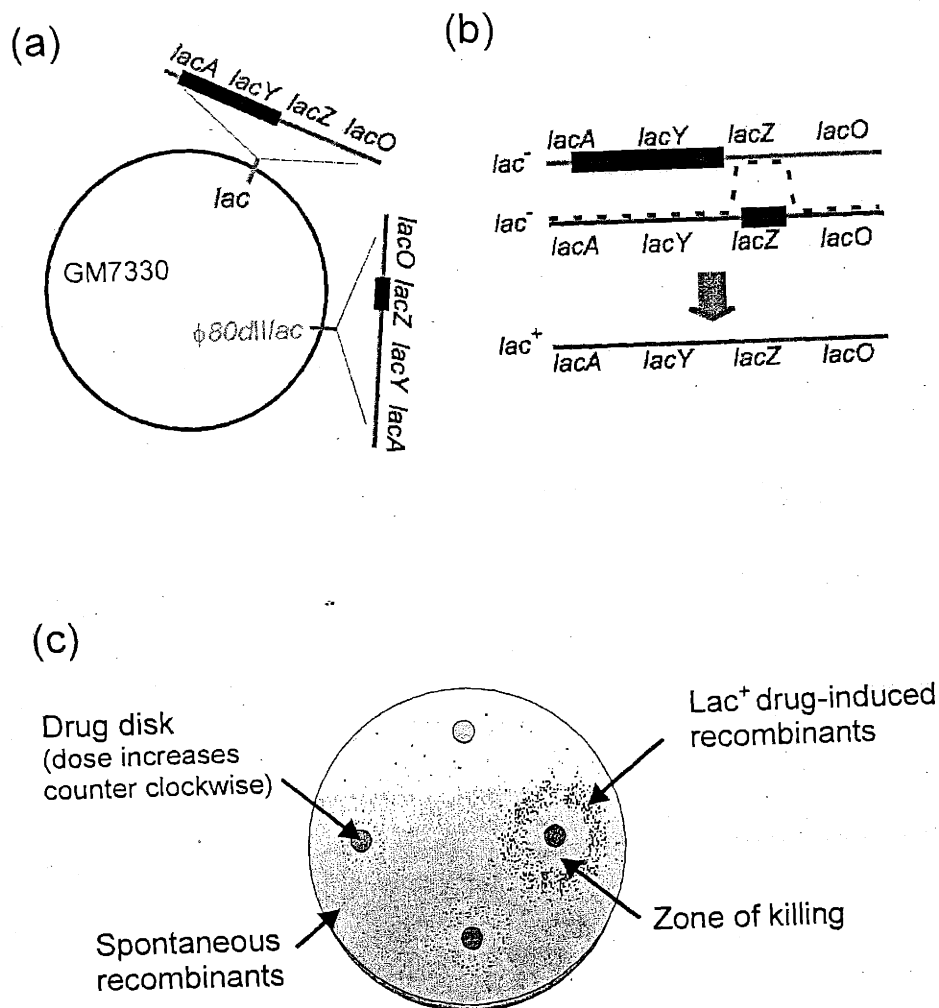 (a)
lacA lacY lacZ lacO
lac
GM7330
ϕ80dIIlac
lacO lacZ lacY lacA
(b)
lacA lacY lacZ lacO
lac-
lac-
lacA lacY lacZ lacO
lac+
lacA lacY lacZ lacO
(c)
Drug disk
(dose increases
counter clockwise)
Lac+ drug-induced
recombinants
Zone of killing
Spontaneous
recombinants